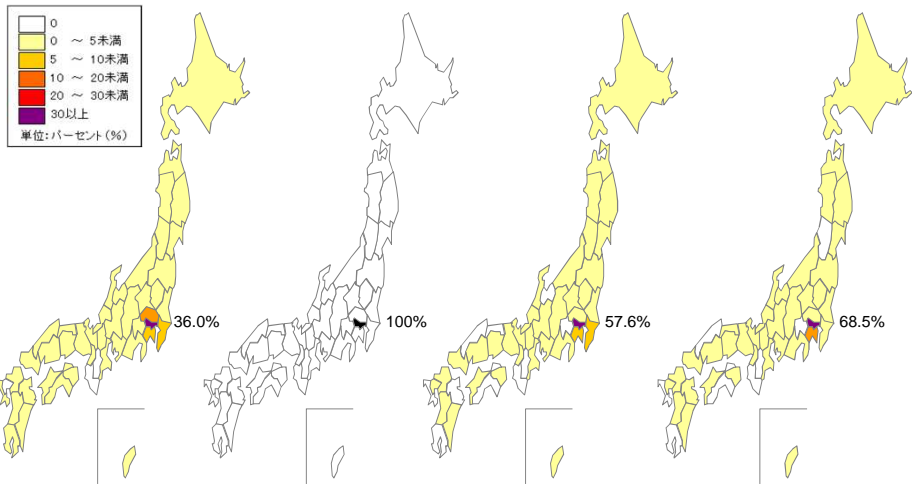 0
0 ～ 5未満
5 ～ 10未満
10 ～ 20未満
20 ～ 30未満
30以上
単位:パーセント(%)
36.0%
100%
57.6%
68.5%